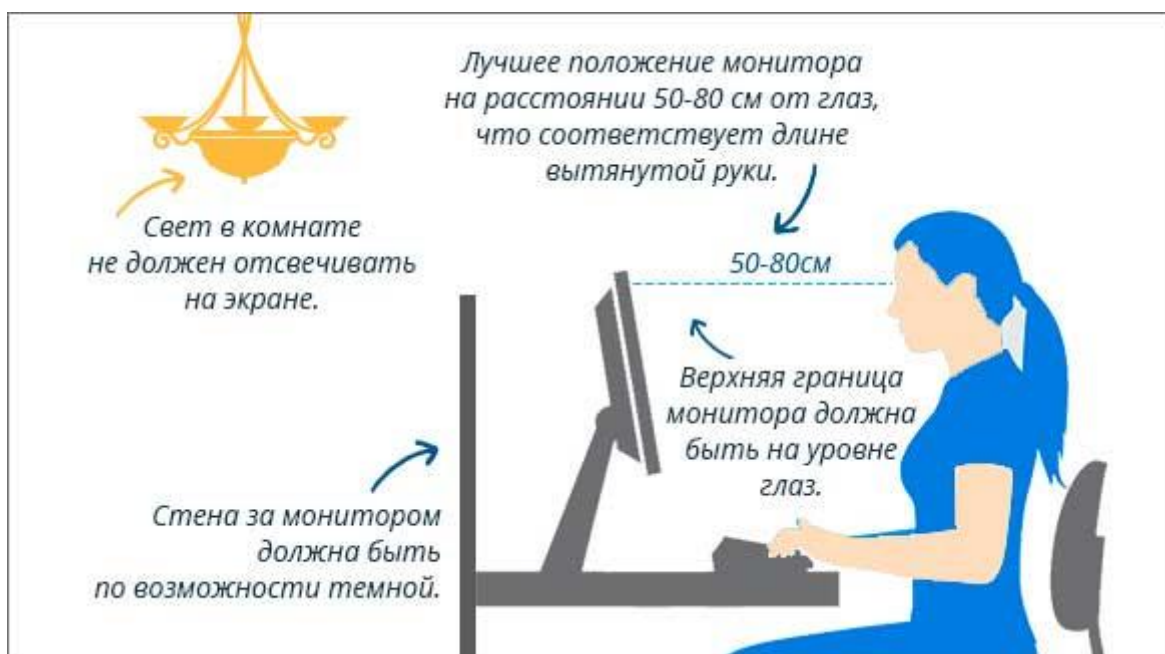 Лучшее положение монитора
на расстоянии 50-80 см от глаз,
что соответствует длине
вытянутой руки.
Свет в комнате
не должен отсвечивать
на экране.
50-80см
Верхняя граница
монитора должна
быть на уровне
глаз.
Стена за монитором
должна быть
по возможности темной.